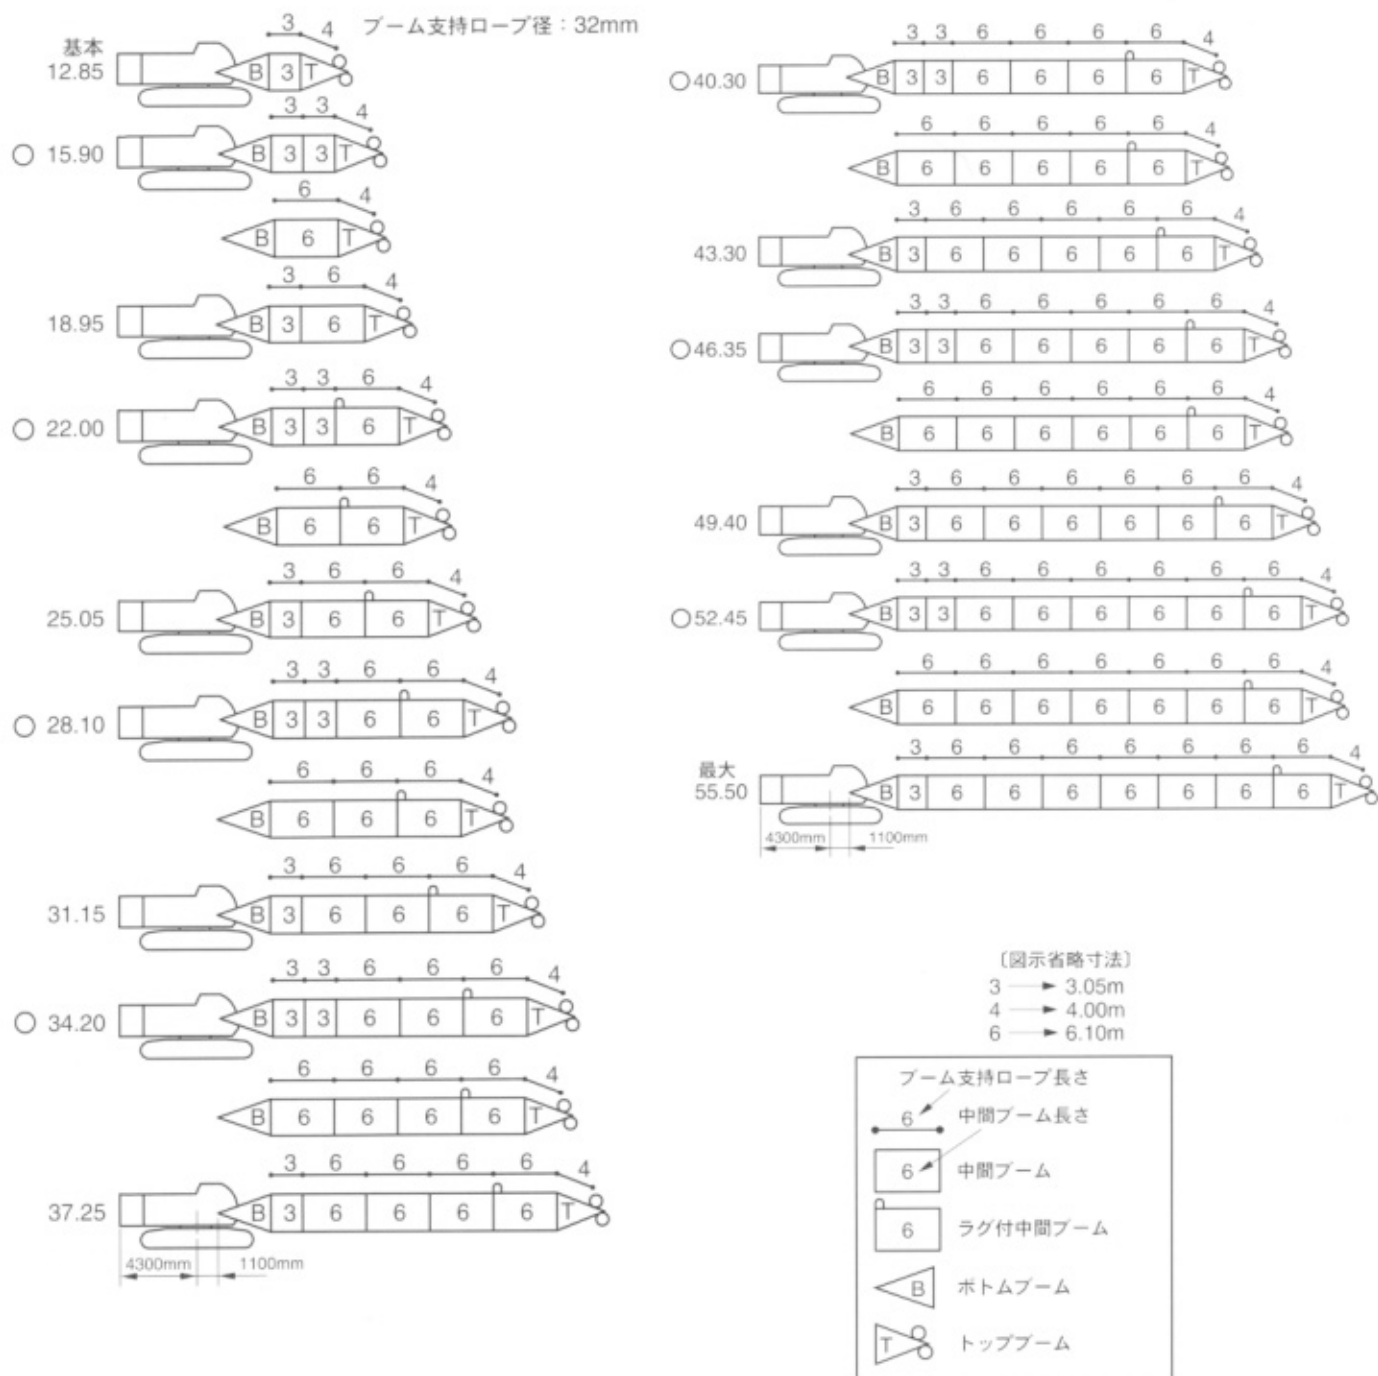 ブーム支持ロープ径：32mm
3 4
基本
12.85 B 3 T
3 3 4
○ 15.90 B 3 3 T
6 4
B 6 T
3 6 4
18.95 B 3 6 T
3 3 6 4
○ 22.00 B 3 3 6 T
6 6 4
B 6 6 T
3 6 6 4
25.05 B 3 6 6 T
3 3 6 6 4
○ 28.10 B 3 3 6 6 T
6 6 6 4
B 6 6 6 T
3 6 6 6 4
31.15 B 3 6 6 6 T
3 3 6 6 6 4
○ 34.20 B 3 3 6 6 6 T
6 6 6 6 4
B 6 6 6 6 T
3 6 6 6 6 4
37.25 B 3 6 6 6 6 T
4300mm 1100mm
3 3 6 6 6 6 4
○ 40.30 B 3 3 6 6 6 6 T
6 6 6 6 6 4
B 6 6 6 6 6 T
3 6 6 6 6 6 4
43.30 B 3 6 6 6 6 6 T
3 3 6 6 6 6 6 4
○ 46.35 B 3 3 6 6 6 6 6 T
6 6 6 6 6 6 4
B 6 6 6 6 6 6 T
3 6 6 6 6 6 6 4
49.40 B 3 6 6 6 6 6 6 T
3 3 6 6 6 6 6 6 4
○ 52.45 B 3 3 6 6 6 6 6 6 T
6 6 6 6 6 6 6 4
B 6 6 6 6 6 6 6 T
3 6 6 6 6 6 6 6 4
最大
55.50 B 3 6 6 6 6 6 6 6 T
4300mm 1100mm
〔図示省略寸法〕
3 → 3.05m
4 → 4.00m
6 → 6.10m
ブーム支持ロープ長さ
6 中間ブーム長さ
6 中間ブーム
6 ラグ付中間ブーム
B ボトムブーム
T トップブーム